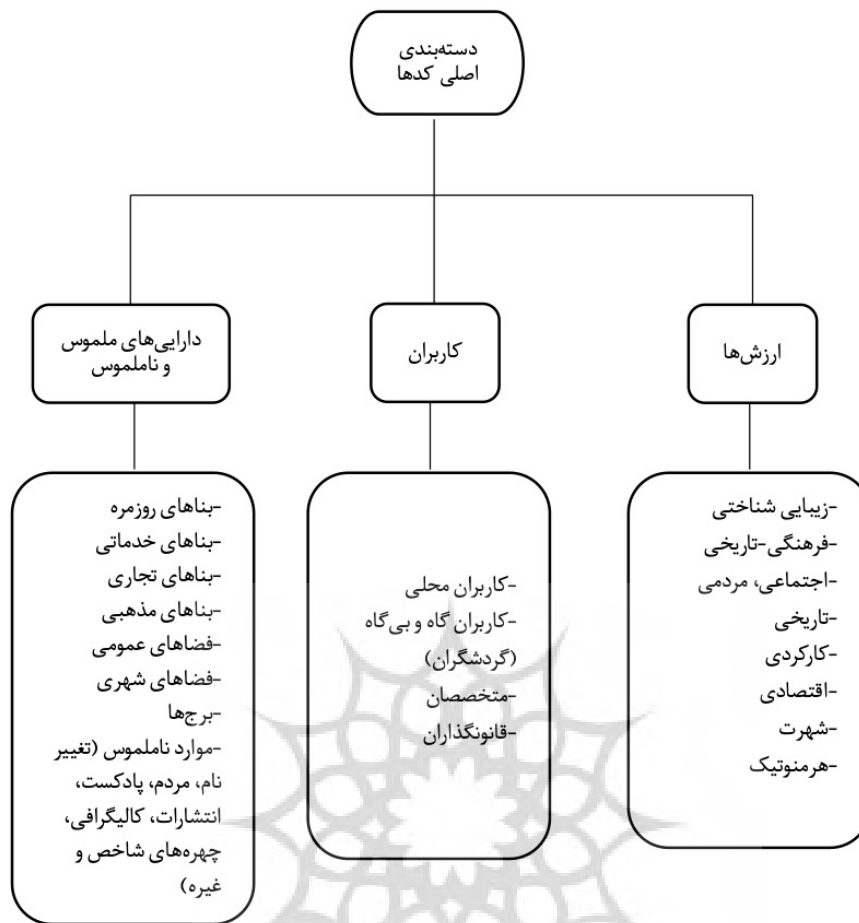 دسته‌بندی
اصلی کدها
ارزش‌ها
کاربران
دارایی‌های ملموس
و ناملموس
-زیبایی شناختی
-فرهنگی-تاریخی
-اجتماعی، مردمی
-تاریخی
-کارکردی
-اقتصادی
-شهرت
-هرمنوتیک
-کاربران محلی
-کاربران گاه و بی‌گاه
(گردشگران)
-متخصصان
-قانونگذاران
-بناهای روزمره
-بناهای خدماتی
-بناهای تجاری
-بناهای مذهبی
-فضاهای عمومی
-فضاهای شهری
-برج‌ها
-موارد ناملموس (تغییر
نام، مردم، پادکست،
انتشارات، کالیگرافی،
چهره‌های شاخص و
غیره)